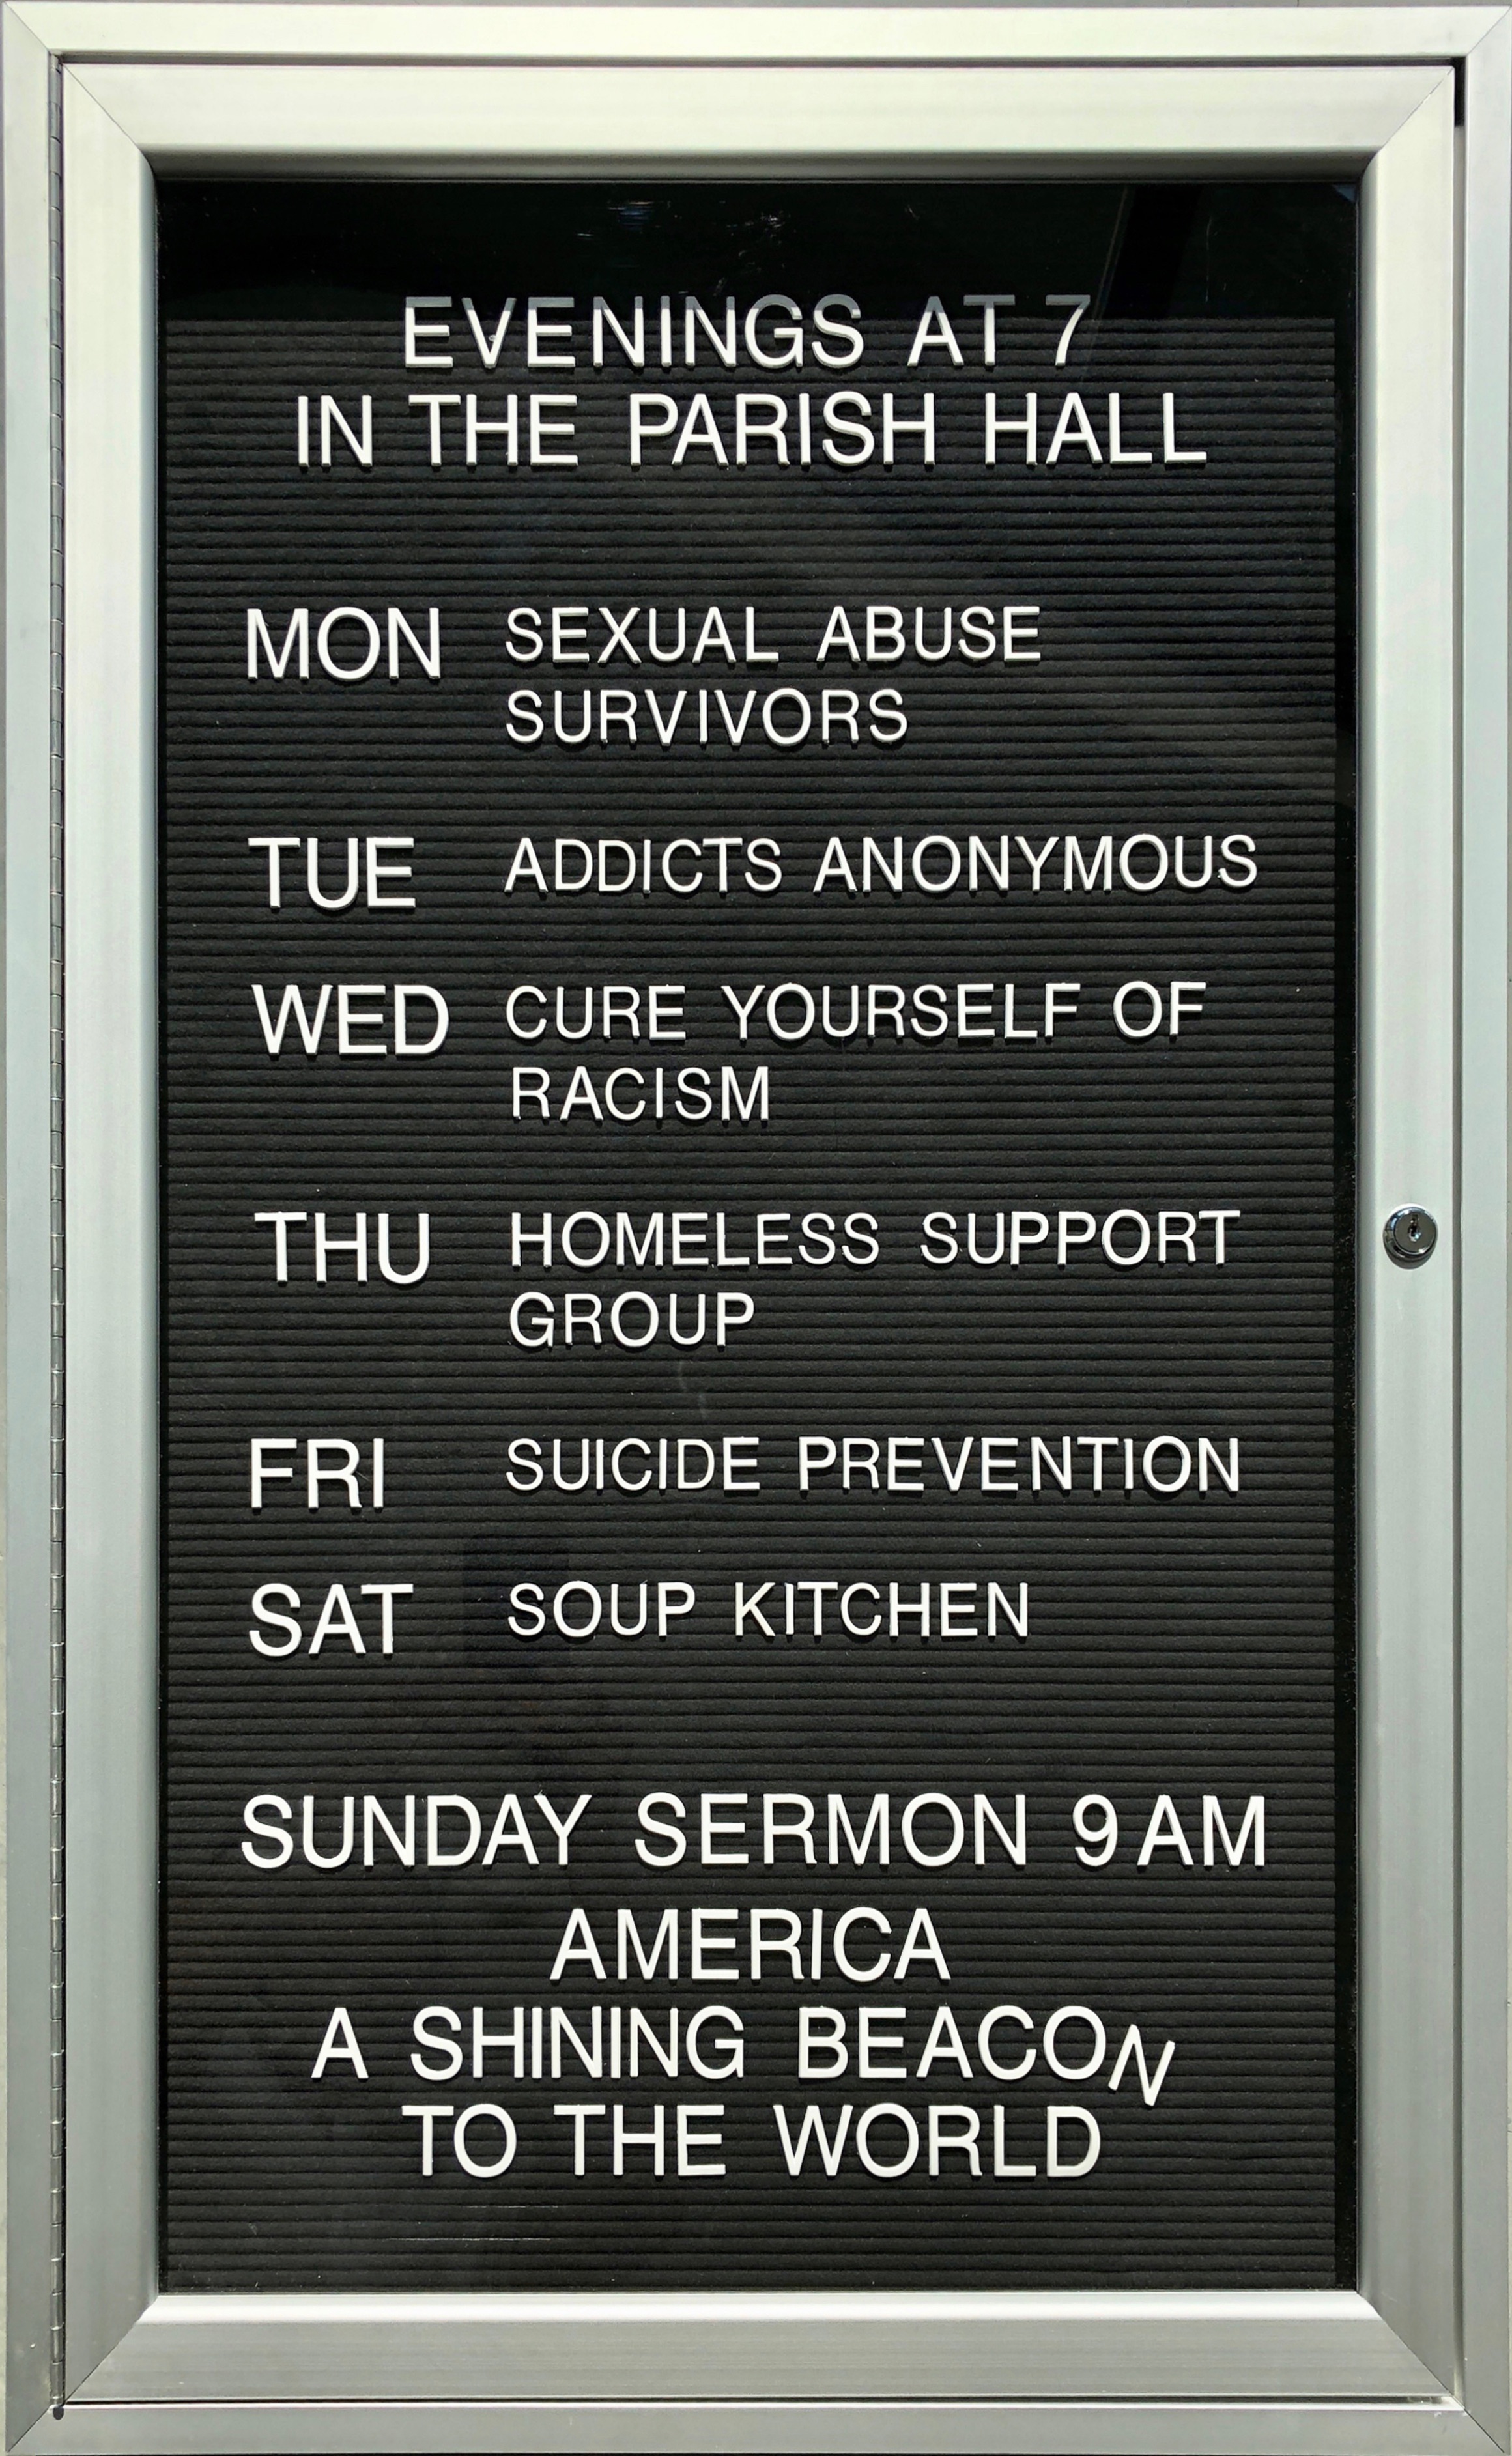 EVENINGS AT 7
IN THE PARISH HALL
MON SEXUAL ABUSE
SURVIVORS
TUE ADDICTS ANONYMOUS
WED CURE YOURSELF OF
RACISM
THU HOMELESS SUPPORT
GROUP
FRI SUICIDE PREVENTION
SAT SOUP KITCHEN
SUNDAY SERMON 9AM
AMERICA
A SHINING BEACON
TO THE WORLD